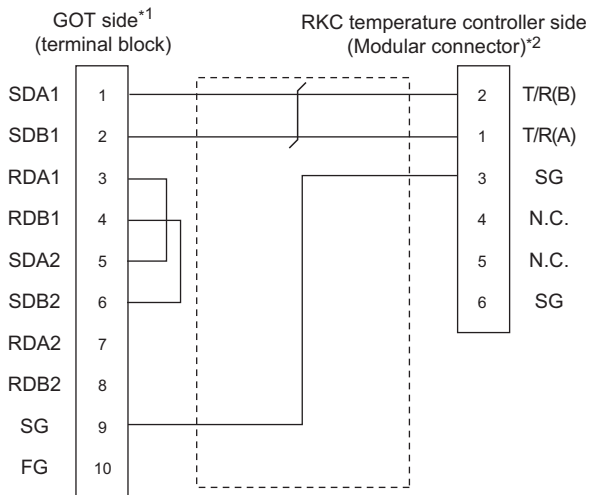 GOT side*1
(terminal block)
RKC temperature controller side
(Modular connector)*2
SDA1 1 2 T/R(B)
SDB1 2 1 T/R(A)
RDA1 3 3 SG
RDB1 4 4 N.C.
SDA2 5 5 N.C.
SDB2 6 6 SG
RDA2 7
RDB2 8
SG 9
FG 10